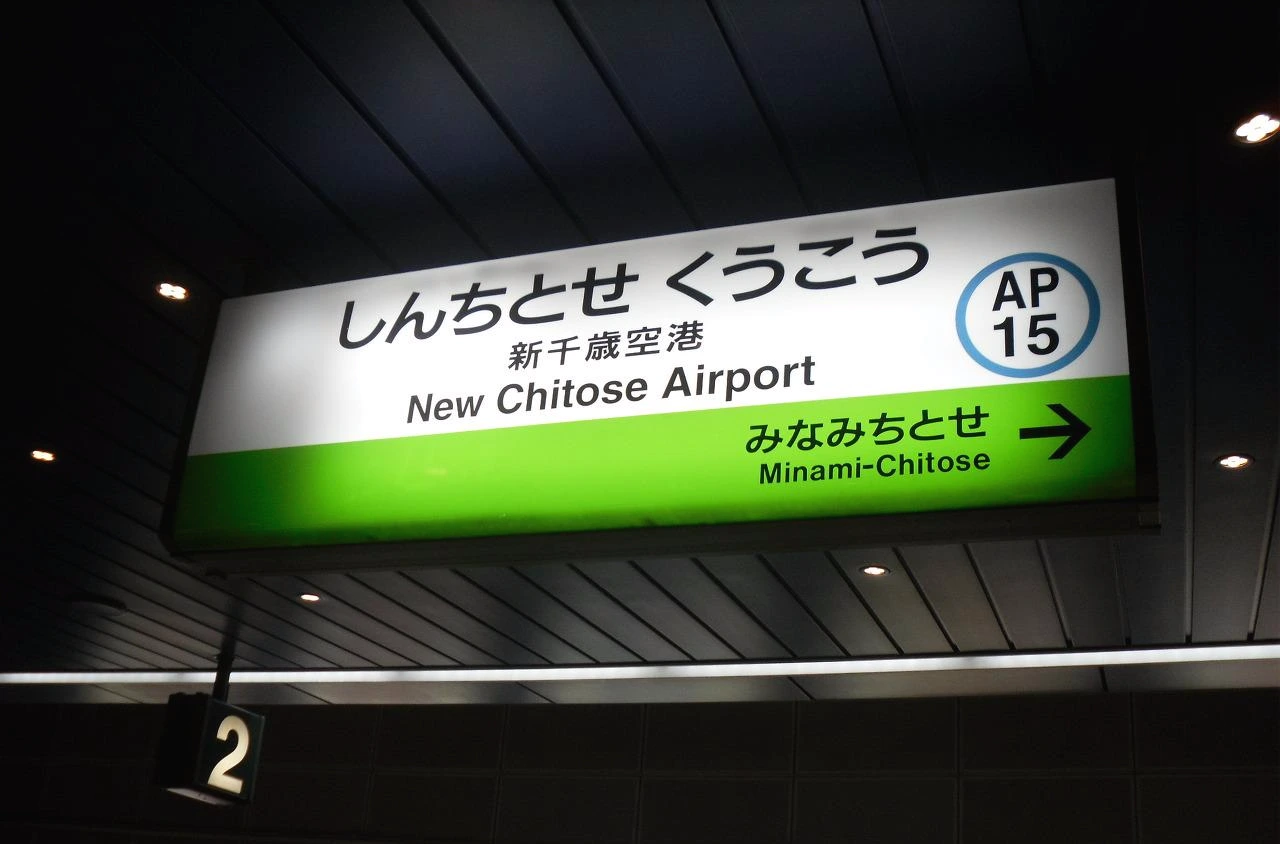 しんちとせ くうこう
新千歳空港
New Chitose Airport
AP
15
みなみちとせ →
Minami-Chitose
2